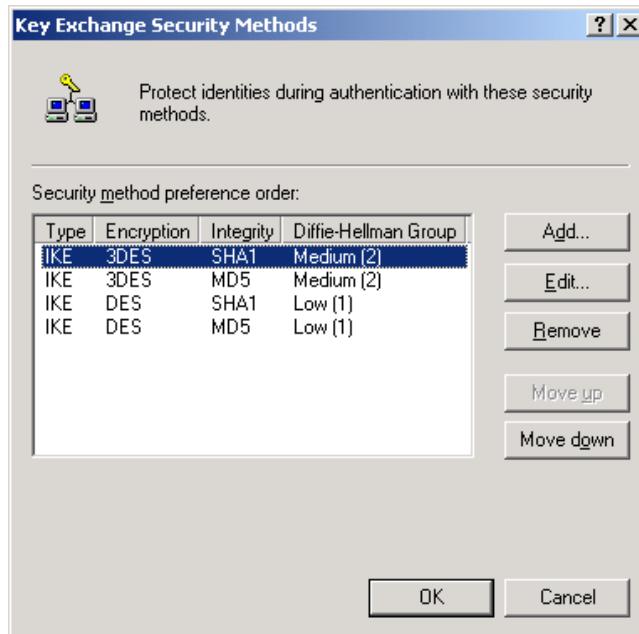 Key Exchange Security Methods
Protect identities during authentication with these security
methods.
Security method preference order:
Type Encryption Integrity Diffie-Hellman Group
IKE 3DES SHA1 Medium (2)
IKE 3DES MD5 Medium (2)
IKE DES SHA1 Low (1)
IKE DES MD5 Low (1)
Add...
Edit...
Remove
Move up
Move down
OK Cancel